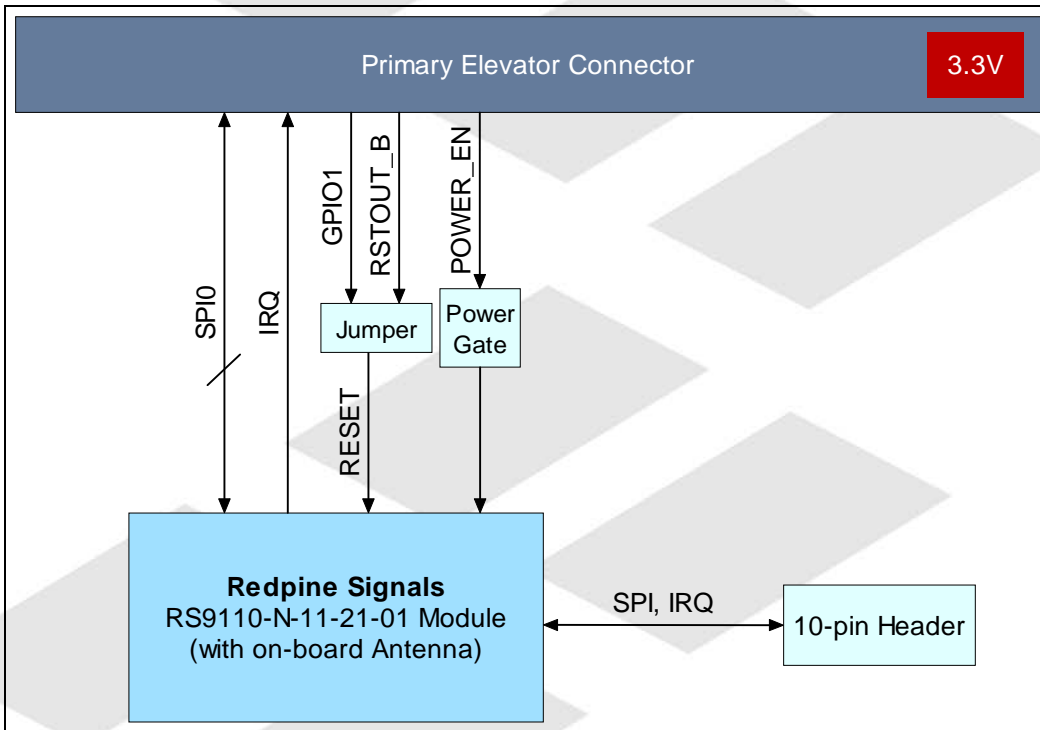 Primary Elevator Connector
3.3V
SPI0
IRQ
GPIO1
RSTOUT_B
POWER_EN
Jumper
Power
Gate
RESET
Redpine Signals
RS9110-N-11-21-01 Module
(with on-board Antenna)
SPI, IRQ
10-pin Header